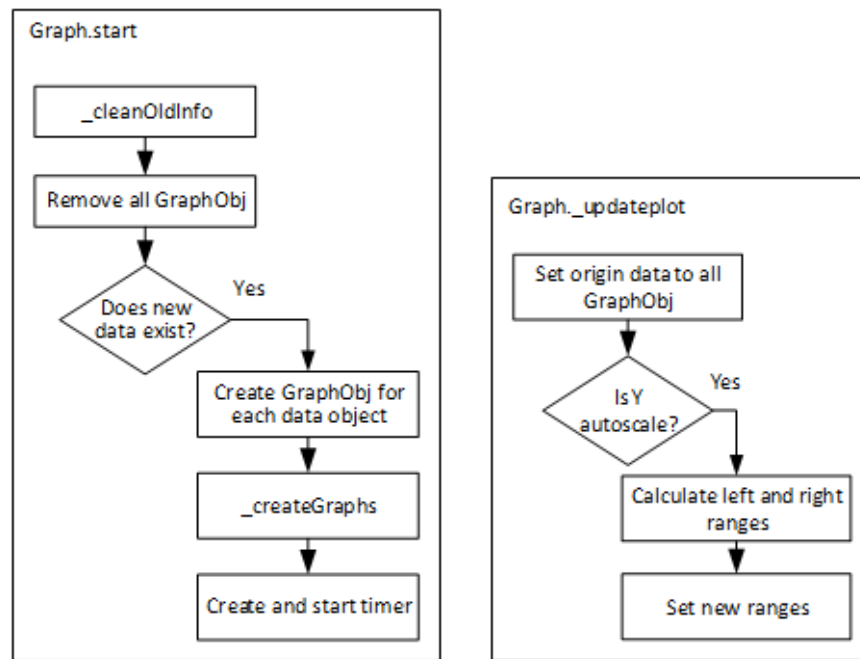 Graph.start
_cleanOldInfo
Remove all GraphObj
Does new
data exist?
Yes
Create GraphObj for
each data object
_createGraphs
Create and start timer
Graph._updateplot
Set origin data to all
GraphObj
Is Y
autoscale?
Yes
Calculate left and right
ranges
Set new ranges